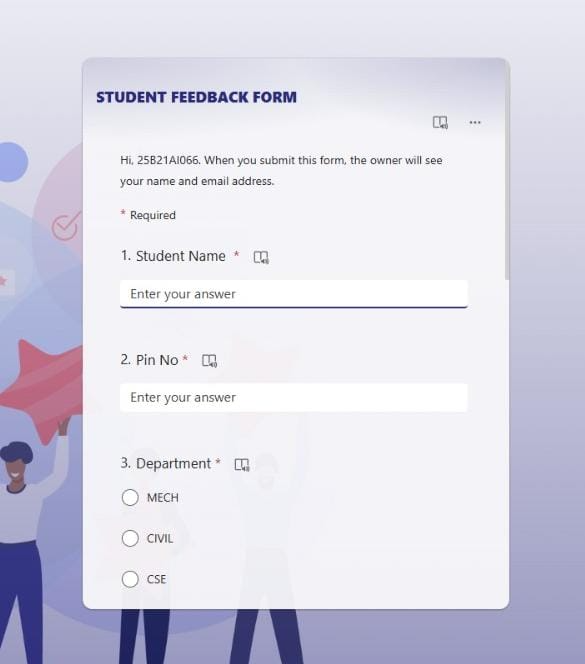 STUDENT FEEDBACK FORM
...
Hi, 25B21AI066. When you submit this form, the owner will see
your name and email address.
* Required
1. Student Name *
Enter your answer
2. Pin No *
Enter your answer
3. Department *
MECH
CIVIL
CSE